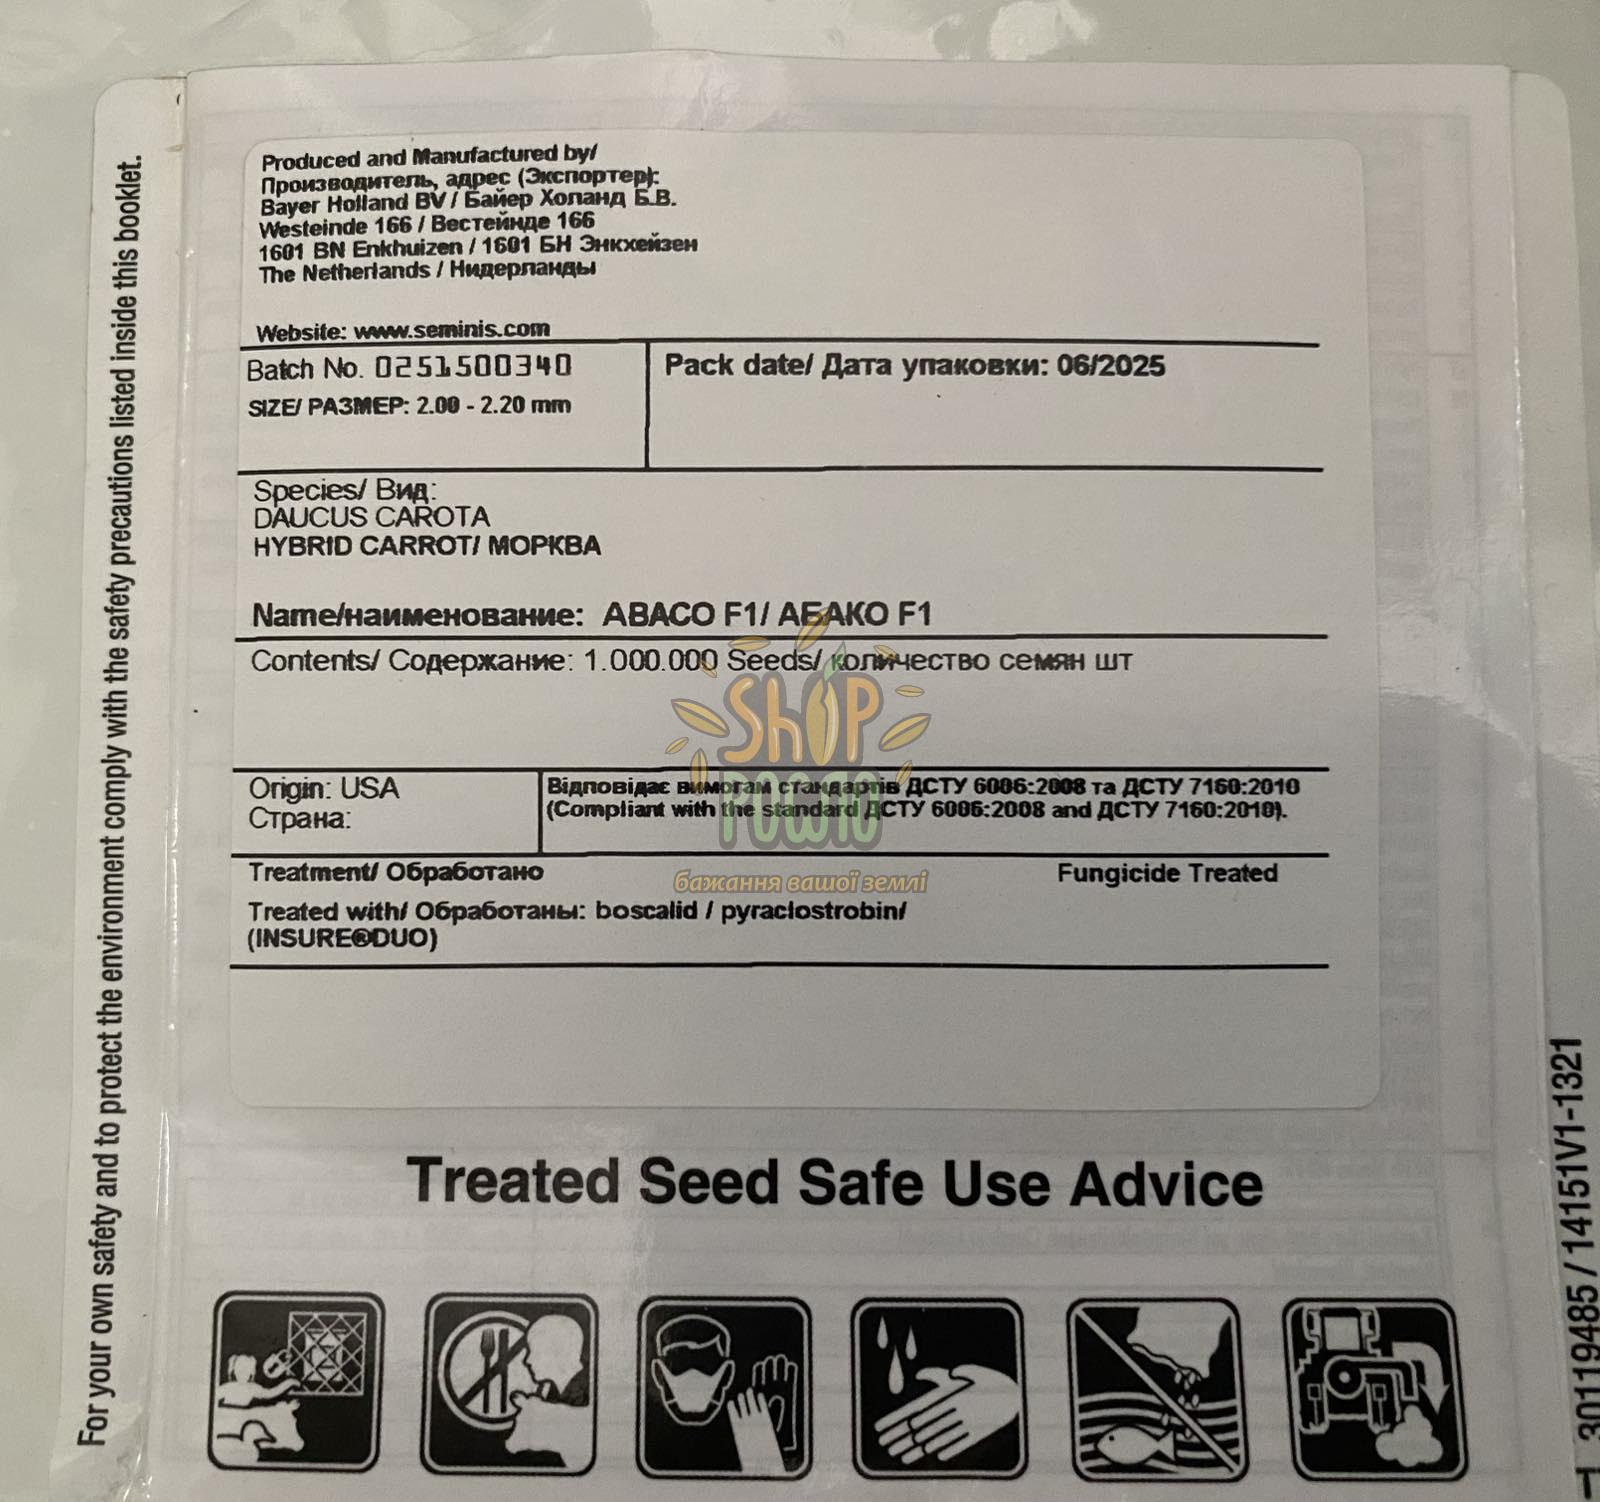 Produced and Manufactured by/
Производитель, адрес (Экспортер):
Bayer Holland BV / Байер Холанд Б.В.
Westeinde 166 / Вестейнде 166
1601 BN Enkhuizen / 1601 БН Энкхейзен
The Netherlands / Нидерланды
Website: www.seminis.com
Batch No. 0251500340
SIZE/ РАЗМЕР: 2.00 - 2.20 mm
Pack date/ Дата упаковки: 06/2025
Species/ Вид:
DAUCUS CAROTA
HYBRID CARROT/ МОРКВА
Name/наименование: ABACO F1/ АБАКО F1
Contents/ Содержание: 1.000.000 Seeds/ количество семян шт
SHOP
РОШЮ
бажання вашої землі
Origin: USA
Страна:
Відповідає вимогам стандартів ДСТУ 6006:2008 та ДСТУ 7160:2010
(Compliant with the standard ДСТУ 6006:2008 and ДСТУ 7160:2010).
Treatment/ Обработано
Fungicide Treated
Treated with/ Обработаны: boscalid / pyraclostrobin/
(INSURE®DUO)
Treated Seed Safe Use Advice
For your own safety and to protect the environment comply with the safety precautions listed inside this booklet.
30119485 / 14151V1-1321